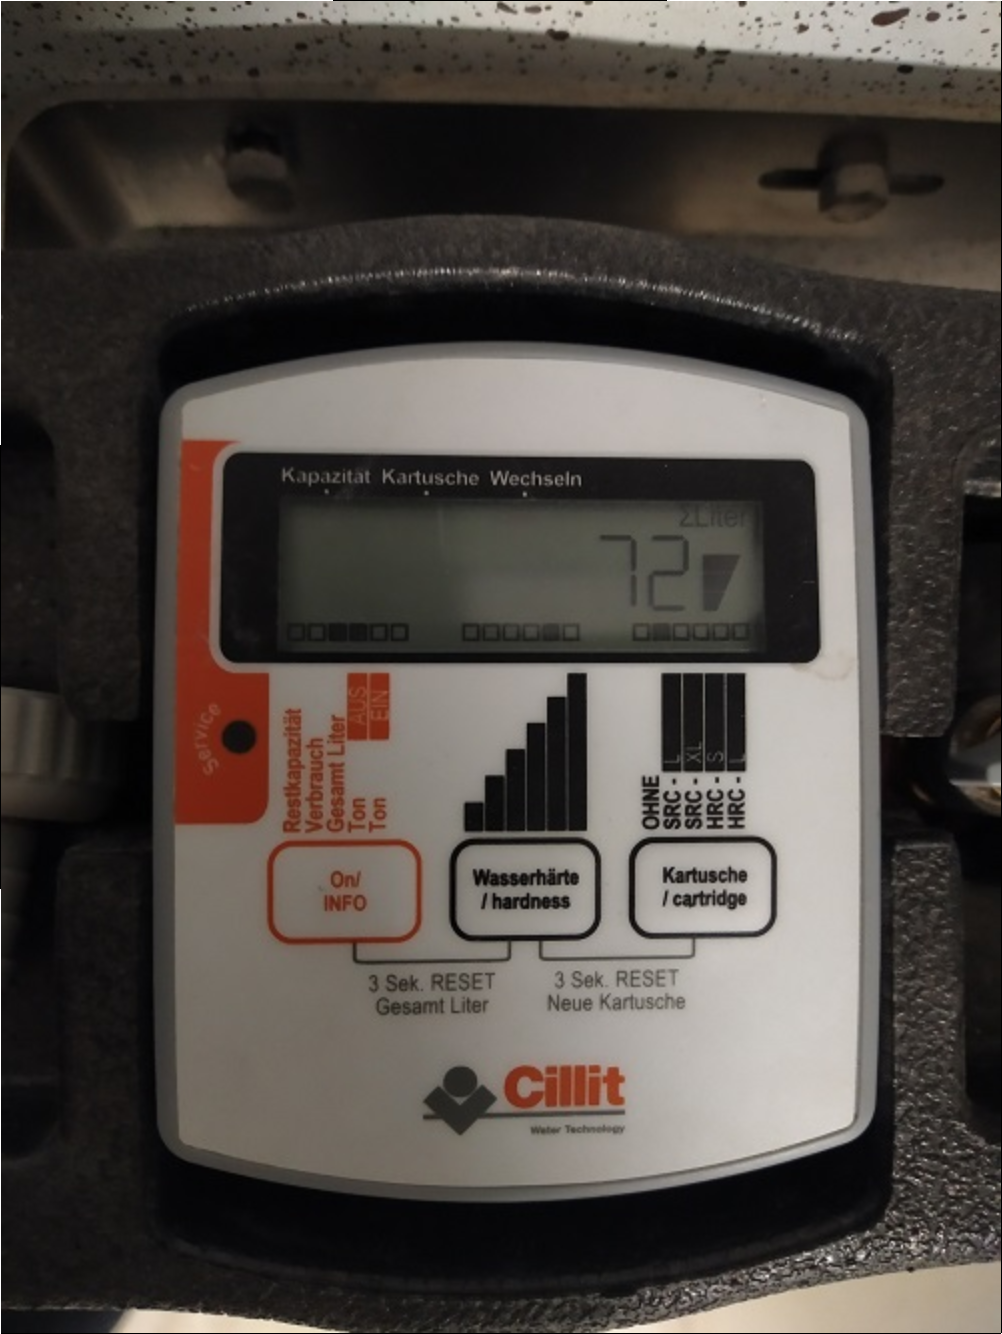 Kapazität Kartusche Wechseln
ΣLiter
72
Service
Restkapazität
Verbrauch
Gesamt Liter
Ton AUS
Ton EIN
OHNE
SRC - L
SRC - XL
HRC - S
HRC - L
On/
INFO
Wasserhärte
/ hardness
Kartusche
/ cartridge
3 Sek. RESET
Gesamt Liter
3 Sek. RESET
Neue Kartusche
Cillit
Water Technology